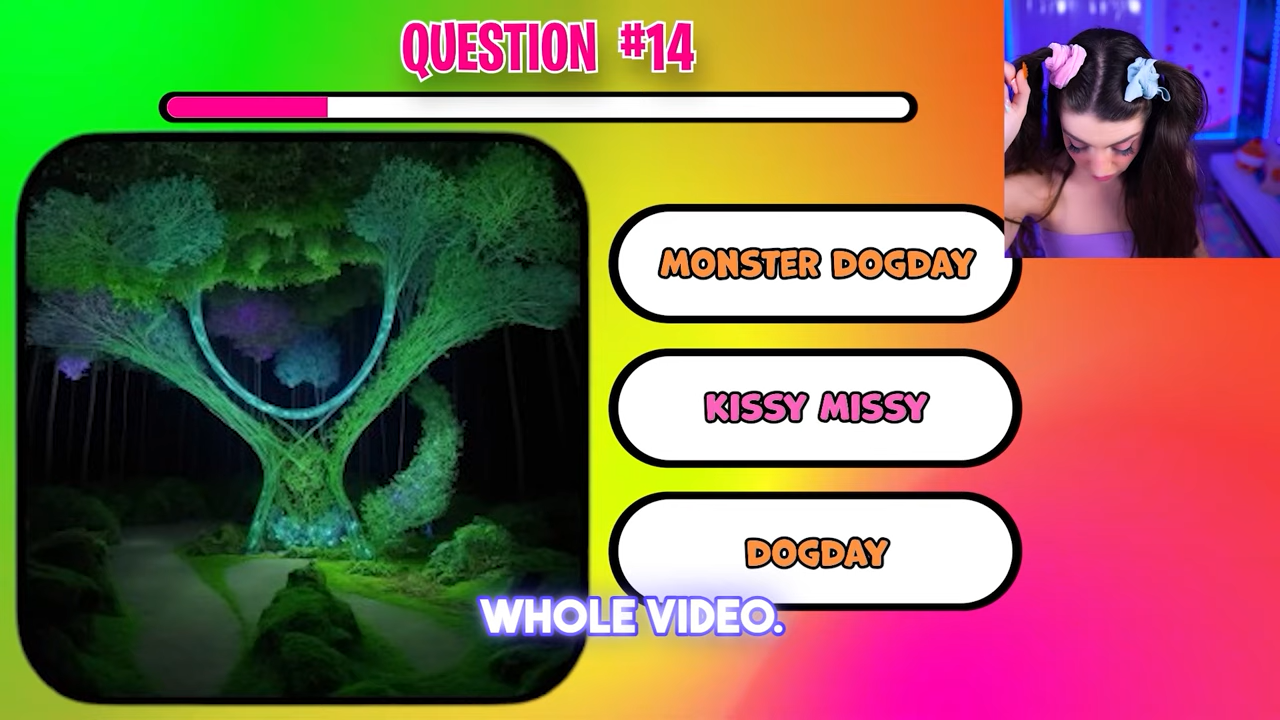 QUESTION #14
MONSTER DOGDAY
KISSY MISSY
DOGDAY
WHOLE VIDEO.